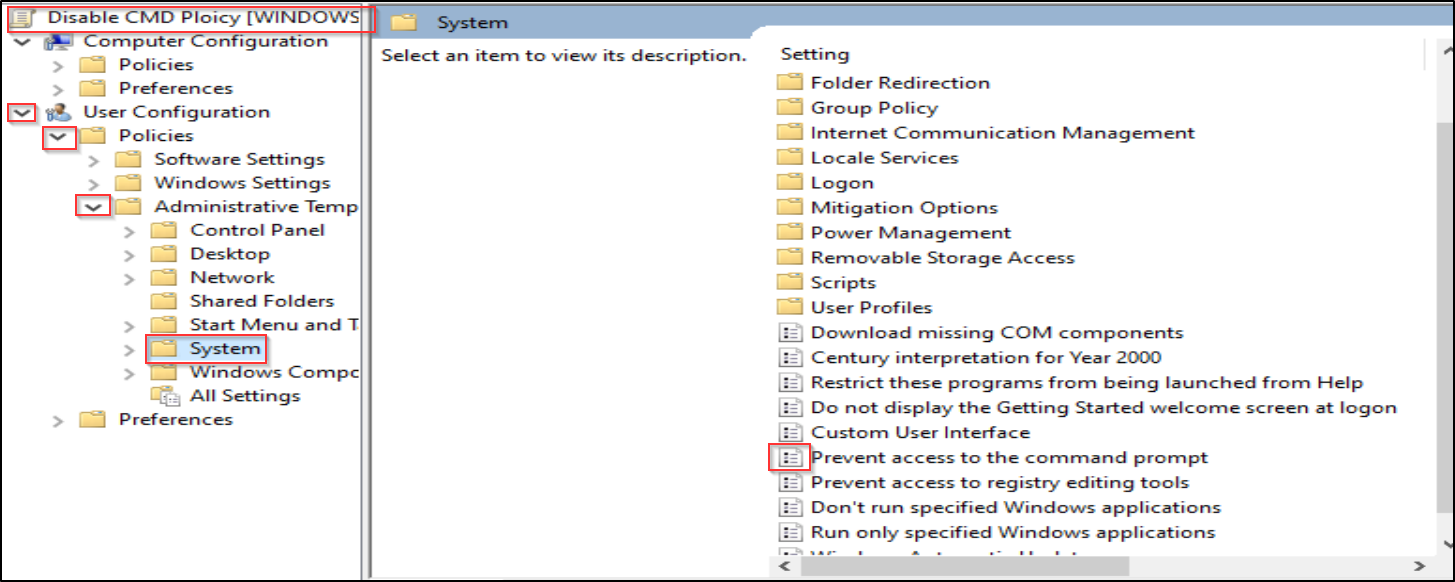 Disable CMD Ploicy [WINDOWS
Computer Configuration
Policies
Preferences
User Configuration
Policies
Software Settings
Windows Settings
Administrative Temp
Control Panel
Desktop
Network
Shared Folders
Start Menu and T
System
Windows Compo
All Settings
Preferences
System
Select an item to view its description.
Setting
Folder Redirection
Group Policy
Internet Communication Management
Locale Services
Logon
Mitigation Options
Power Management
Removable Storage Access
Scripts
User Profiles
Download missing COM components
Century interpretation for Year 2000
Restrict these programs from being launched from Help
Do not display the Getting Started welcome screen at logon
Custom User Interface
Prevent access to the command prompt
Prevent access to registry editing tools
Don't run specified Windows applications
Run only specified Windows applications